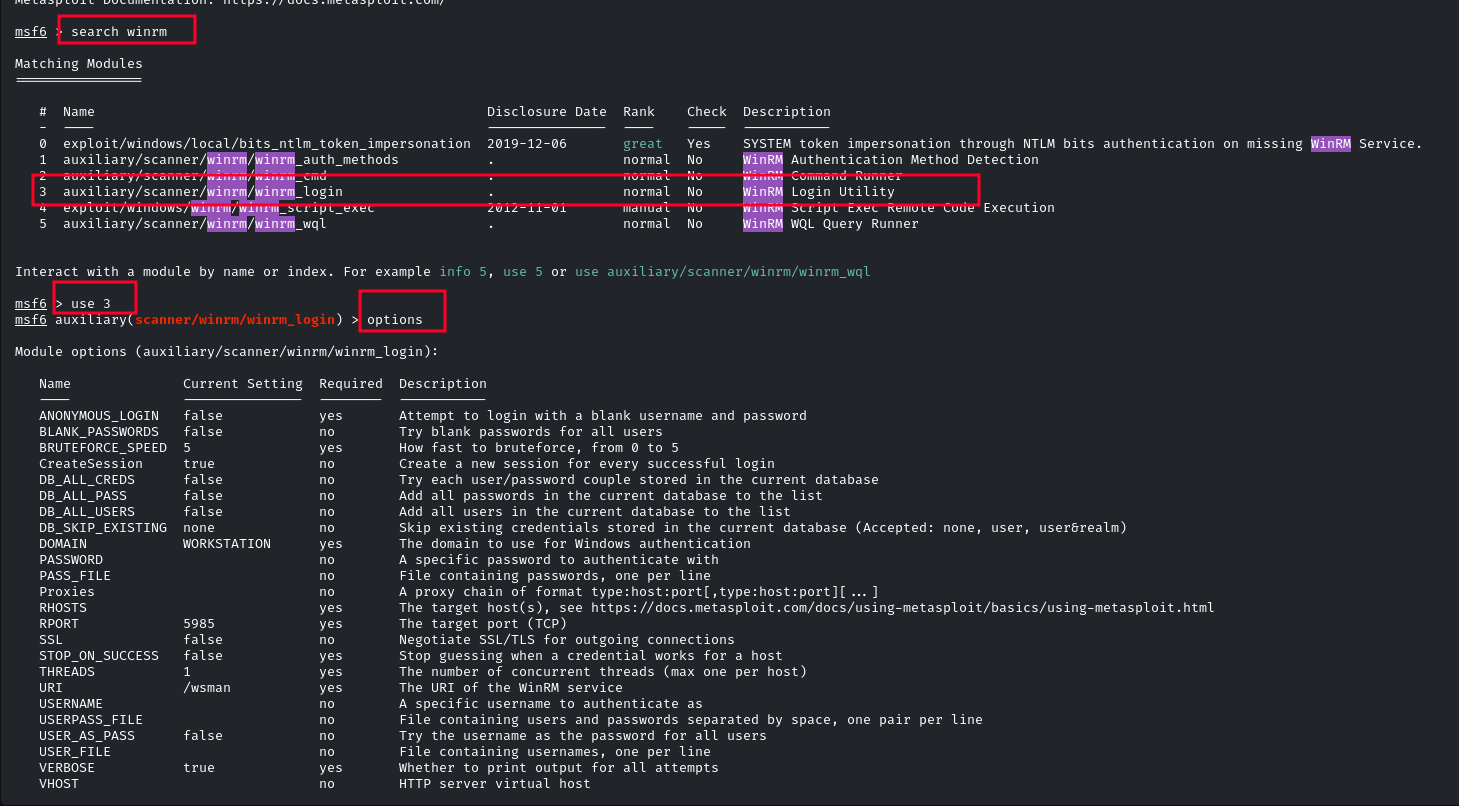 Metasploit Documentation: https://docs.metasploit.com/
msf6 > search winrm
Matching Modules
================
#  Name  Disclosure Date  Rank  Check  Description
-  ----  ---------------  ----  -----  -----------
0  exploit/windows/local/bits_ntlm_token_impersonation  2019-12-06  great  Yes  SYSTEM token impersonation through NTLM bits authentication on missing WinRM Service.
1  auxiliary/scanner/winrm/winrm_auth_methods  .  normal  No  WinRM Authentication Method Detection
2  auxiliary/scanner/winrm/winrm_cmd  .  normal  No  WinRM Command Runner
3  auxiliary/scanner/winrm/winrm_login  .  normal  No  WinRM Login Utility
4  exploit/windows/winrm/winrm_script_exec  2012-11-01  manual  No  WinRM Script Exec Remote Code Execution
5  auxiliary/scanner/winrm/winrm_wql  .  normal  No  WinRM WQL Query Runner
Interact with a module by name or index. For example info 5, use 5 or use auxiliary/scanner/winrm/winrm_wql
msf6 > use 3
msf6 auxiliary(scanner/winrm/winrm_login) > options
Module options (auxiliary/scanner/winrm/winrm_login):
Name  Current Setting  Required  Description
----  ---------------  --------  -----------
ANONYMOUS_LOGIN  false  yes  Attempt to login with a blank username and password
BLANK_PASSWORDS  false  no  Try blank passwords for all users
BRUTEFORCE_SPEED  5  yes  How fast to bruteforce, from 0 to 5
CreateSession  true  no  Create a new session for every successful login
DB_ALL_CREDS  false  no  Try each user/password couple stored in the current database
DB_ALL_PASS  false  no  Add all passwords in the current database to the list
DB_ALL_USERS  false  no  Add all users in the current database to the list
DB_SKIP_EXISTING  none  no  Skip existing credentials stored in the current database (Accepted: none, user, user&realm)
DOMAIN  WORKSTATION  yes  The domain to use for Windows authentication
PASSWORD  no  A specific password to authenticate with
PASS_FILE  no  File containing passwords, one per line
Proxies  no  A proxy chain of format type:host:port[,type:host:port][...]
RHOSTS  yes  The target host(s), see https://docs.metasploit.com/docs/using-metasploit/basics/using-metasploit.html
RPORT  5985  yes  The target port (TCP)
SSL  false  no  Negotiate SSL/TLS for outgoing connections
STOP_ON_SUCCESS  false  yes  Stop guessing when a credential works for a host
THREADS  1  yes  The number of concurrent threads (max one per host)
URI  /wsman  yes  The URI of the WinRM service
USERNAME  no  A specific username to authenticate as
USERPASS_FILE  no  File containing users and passwords separated by space, one pair per line
USER_AS_PASS  false  no  Try the username as the password for all users
USER_FILE  no  File containing usernames, one per line
VERBOSE  true  yes  Whether to print output for all attempts
VHOST  no  HTTP server virtual host